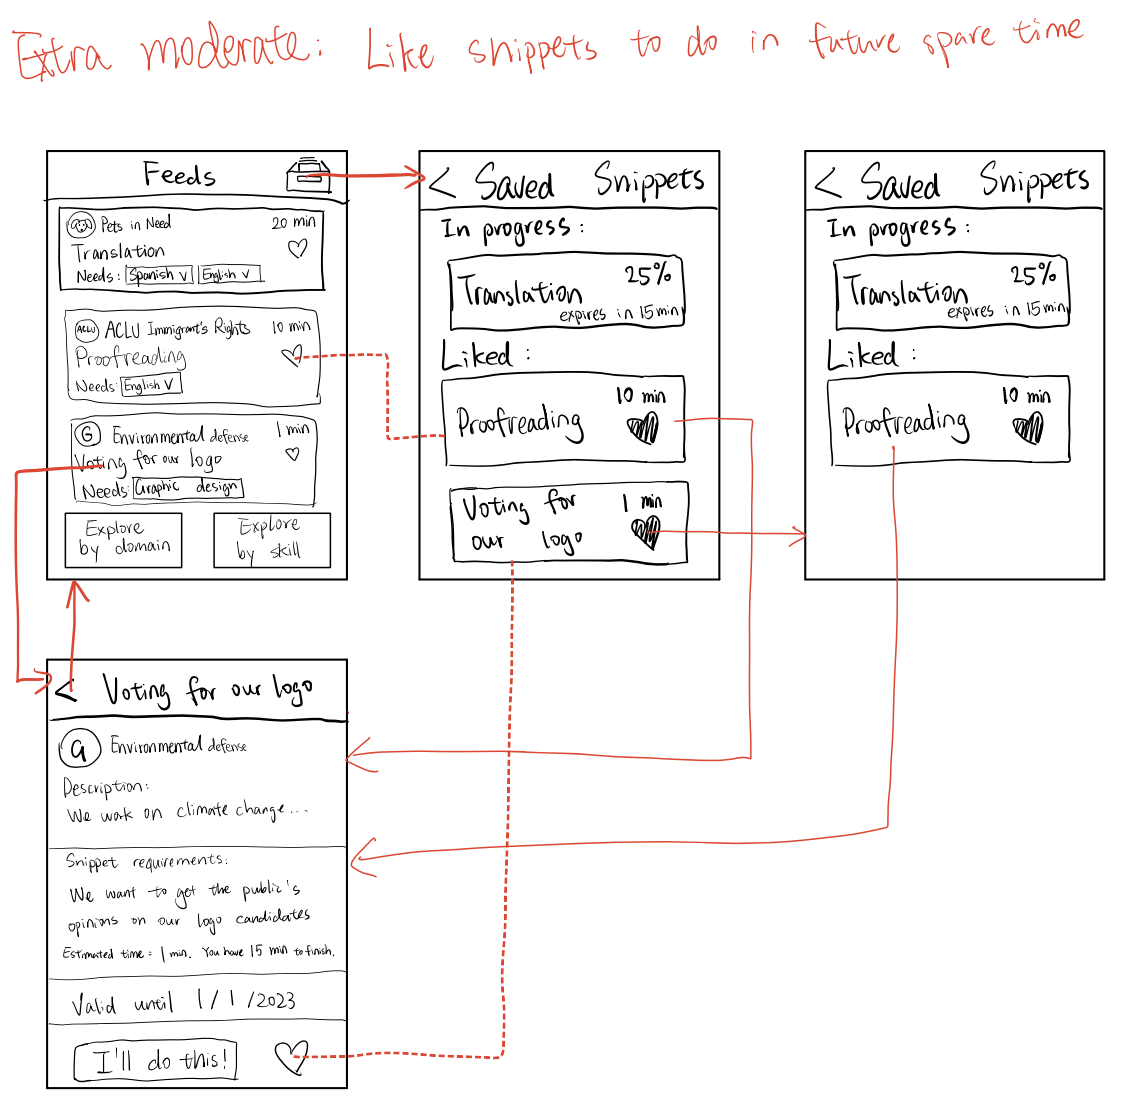 Extra moderate: Like snippets to do in future spare time
Feeds
Pets in Need 20 min
Translation
Needs: Spanish V English V
ACLU ACLU Immigrant's Rights 10 min
Proofreading
Needs: English V
G Environmental defense 1 min
Voting for our logo
Needs: Graphic design
Explore
by domain
Explore
by skill
< Saved Snippets
In progress:
Translation 25%
expires in 15 min
Liked:
Proofreading 10 min
Voting for 1 min
our logo
< Saved Snippets
In progress:
Translation 25%
expires in 15 min
Liked:
Proofreading 10 min
< Voting for our logo
G Environmental defense
Description:
We work on climate change...
Snippet requirements:
We want to get the public's
opinions on our logo candidates
Estimated time = 1 min. You have 15 min to finish.
Valid until 1/1/2023
I'll do this!